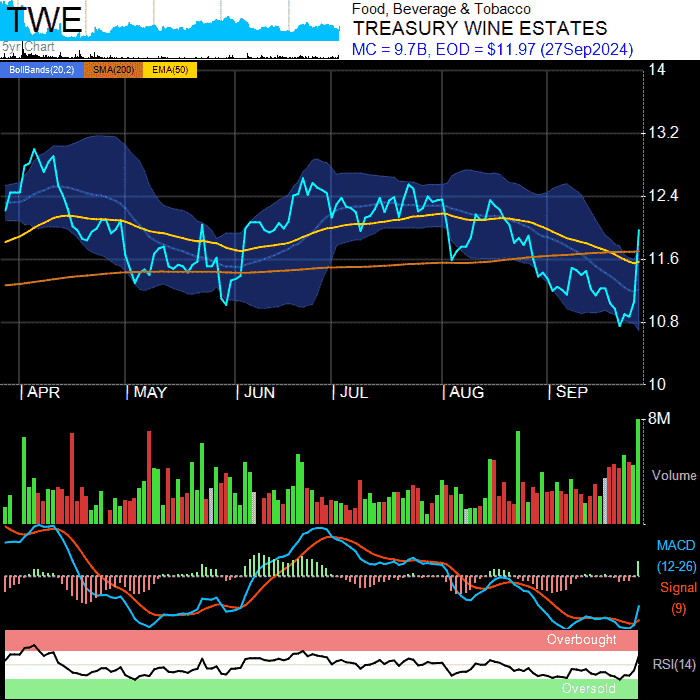 TWE
5yr Chart
Food, Beverage & Tobacco
TREASURY WINE ESTATES
MC = 9.7B, EOD = $11.97 (27Sep2024)
BollBands(20,2) SMA(200) EMA(50)
14
13.2
12.4
11.6
10.8
10
APR MAY JUN JUL AUG SEP
8M
Volume
MACD
(12-26)
Signal
(9)
Overbought
RSI(14)
Oversold